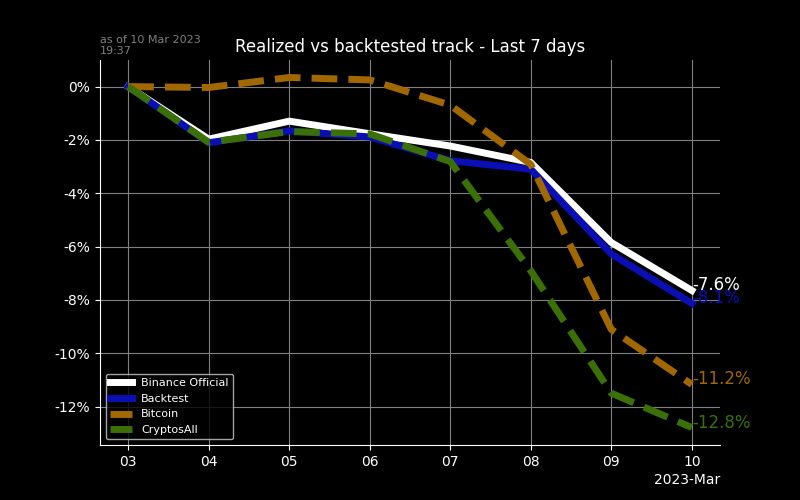 as of 10 Mar 2023
19:37
Realized vs backtested track - Last 7 days
0%
-2%
-4%
-6%
-8%
-10%
-12%
-7.6%
-8.1%
-11.2%
-12.8%
Binance Official
Backtest
Bitcoin
CryptosAll
03 04 05 06 07 08 09 10
2023-Mar